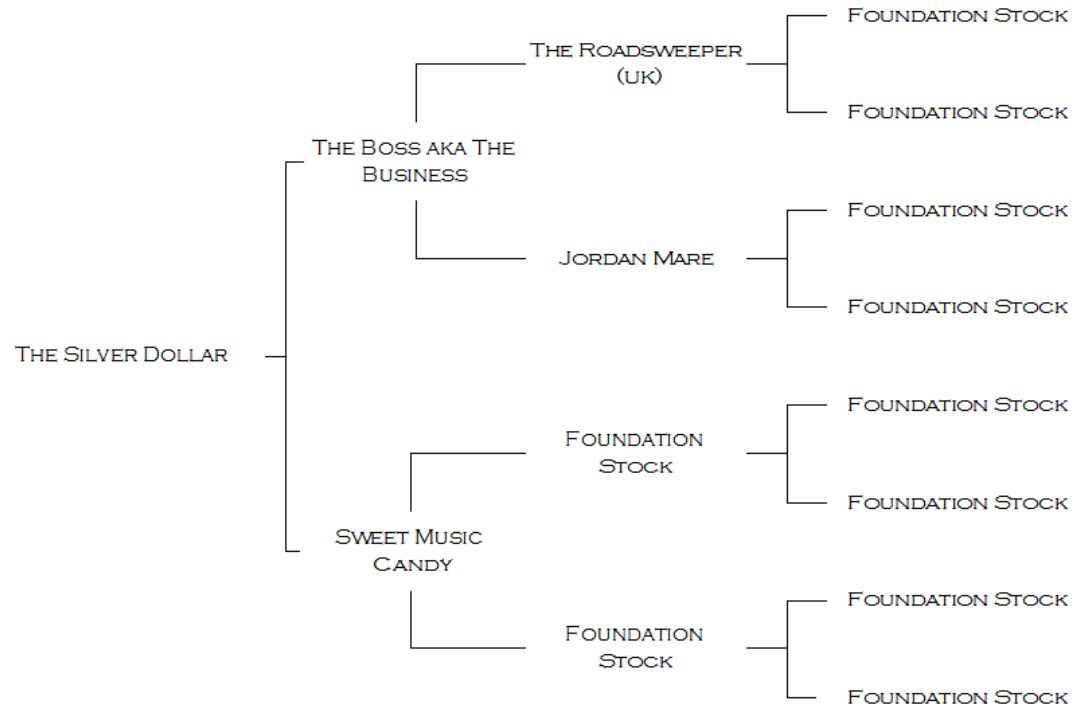 Foundation Stock
The Roadsweeper
(UK)
Foundation Stock
The Boss aka The
Business
Foundation Stock
Jordan Mare
Foundation Stock
The Silver Dollar
Foundation Stock
Foundation
Stock
Foundation Stock
Sweet Music
Candy
Foundation Stock
Foundation
Stock
Foundation Stock